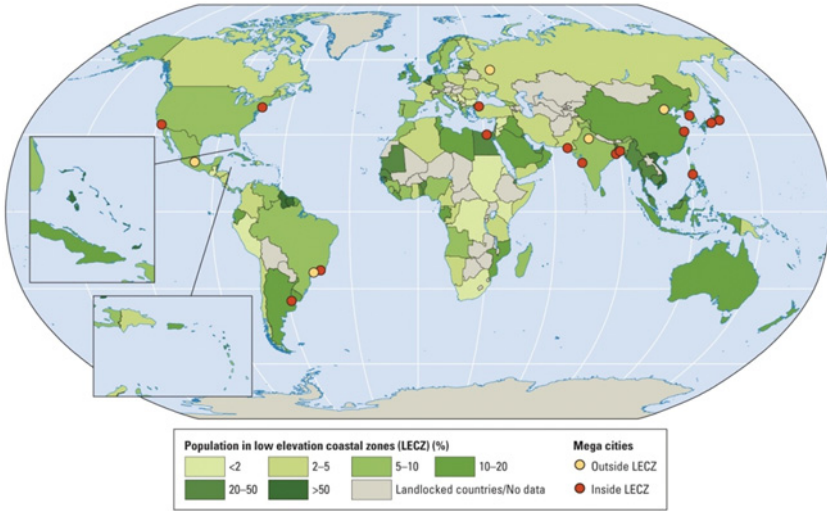 Population in low elevation coastal zones (LECZ) (%)
<2
2–5
5–10
10–20
20–50
>50
Landlocked countries/No data
Mega cities
Outside LECZ
Inside LECZ